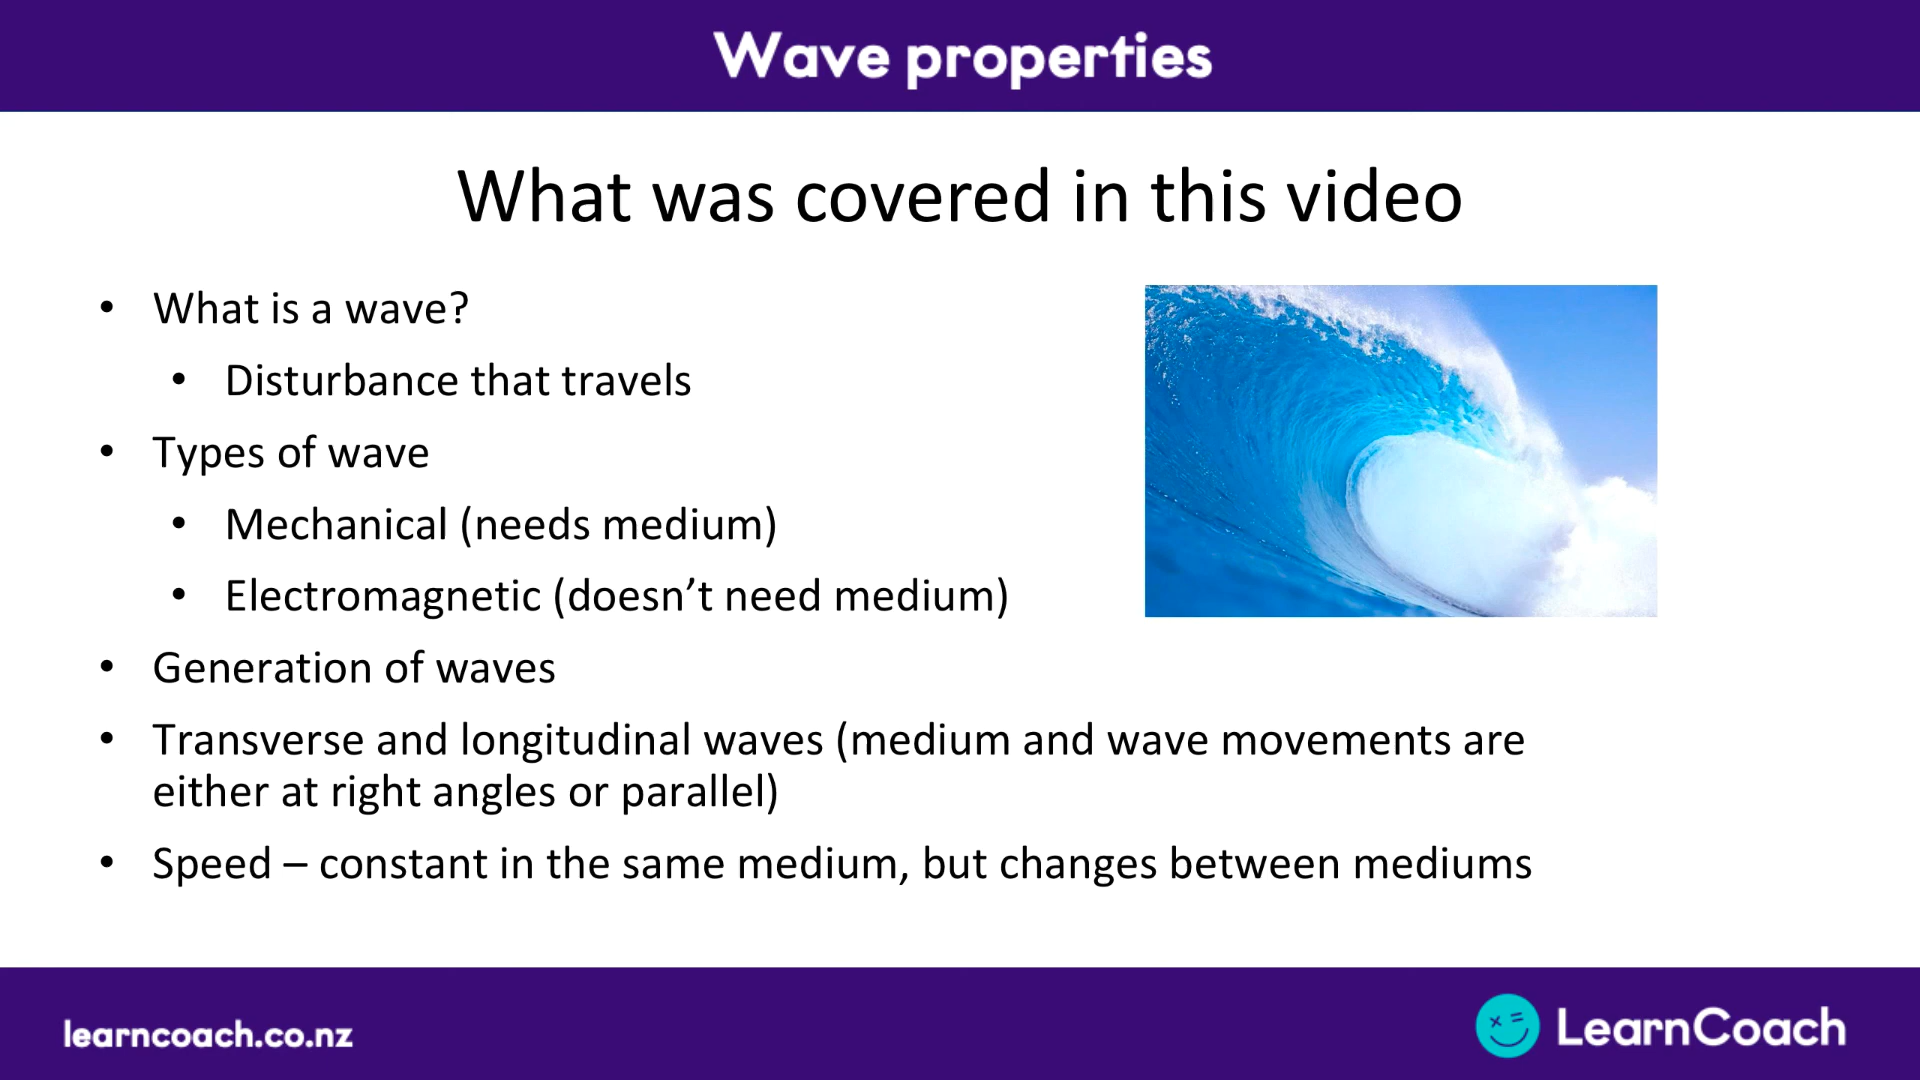 Wave properties
What was covered in this video
• What is a wave?
• Disturbance that travels
• Types of wave
• Mechanical (needs medium)
• Electromagnetic (doesn’t need medium)
• Generation of waves
• Transverse and longitudinal waves (medium and wave movements are
either at right angles or parallel)
• Speed – constant in the same medium, but changes between mediums
learncoach.co.nz
LearnCoach